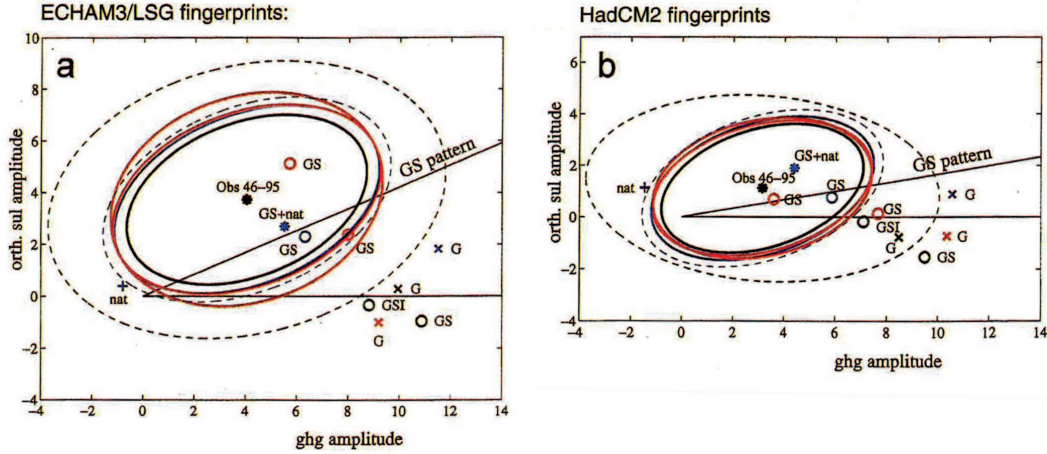 ECHAM3/LSG fingerprints:
a
10
8
6
4
2
0
−2
−4
orth. sul amplitude
GS
Obs 46−95
GS+nat
GS
GS
GS pattern
nat
G
G
GSI
G
GS
−4 −2 0 2 4 6 8 10 12 14
ghg amplitude
HadCM2 fingerprints
b
6
4
2
0
−2
−4
orth. sul amplitude
GS+nat
Obs 46−95
GS
GS
GS pattern
nat
G
GS
GSI
G
G
GS
−4 −2 0 2 4 6 8 10 12 14
ghg amplitude